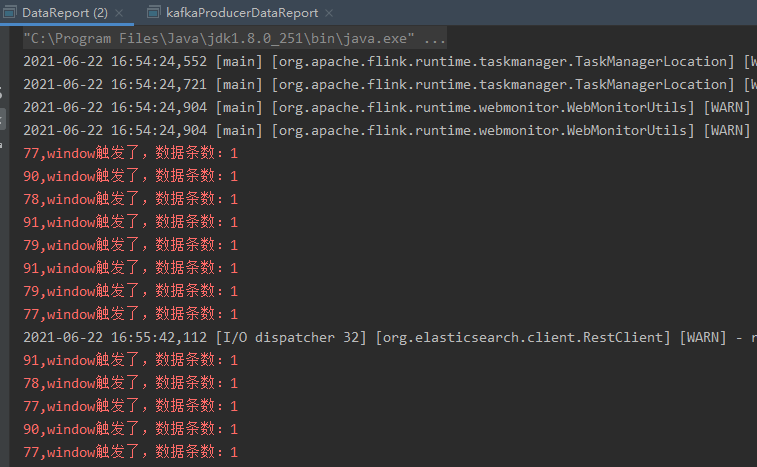 DataReport (2) × kafkaProducerDataReport ×
"C:\Program Files\Java\jdk1.8.0_251\bin\java.exe" ...
2021-06-22 16:54:24,552 [main] [org.apache.flink.runtime.taskmanager.TaskManagerLocation] [W
2021-06-22 16:54:24,721 [main] [org.apache.flink.runtime.taskmanager.TaskManagerLocation] [W
2021-06-22 16:54:24,904 [main] [org.apache.flink.runtime.webmonitor.WebMonitorUtils] [WARN]
2021-06-22 16:54:24,904 [main] [org.apache.flink.runtime.webmonitor.WebMonitorUtils] [WARN]
77,window触发了，数据条数：1
90,window触发了，数据条数：1
78,window触发了，数据条数：1
91,window触发了，数据条数：1
79,window触发了，数据条数：1
91,window触发了，数据条数：1
79,window触发了，数据条数：1
77,window触发了，数据条数：1
2021-06-22 16:55:42,112 [I/O dispatcher 32] [org.elasticsearch.client.RestClient] [WARN] - r
91,window触发了，数据条数：1
78,window触发了，数据条数：1
77,window触发了，数据条数：1
90,window触发了，数据条数：1
77,window触发了，数据条数：1